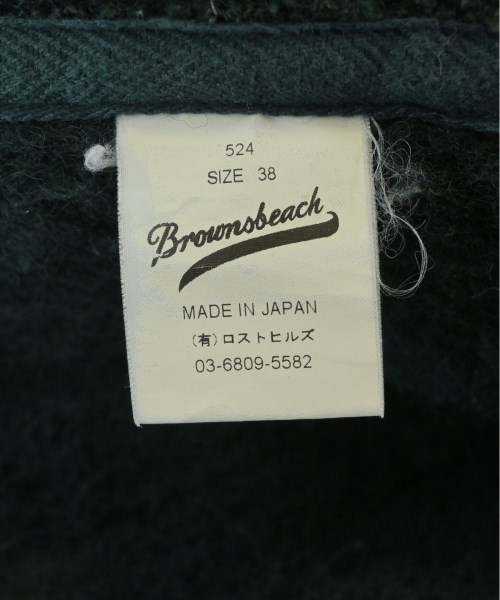 524
SIZE 38
Brownsbeach
MADE IN JAPAN
(有)ロストヒルズ
03-6809-5582